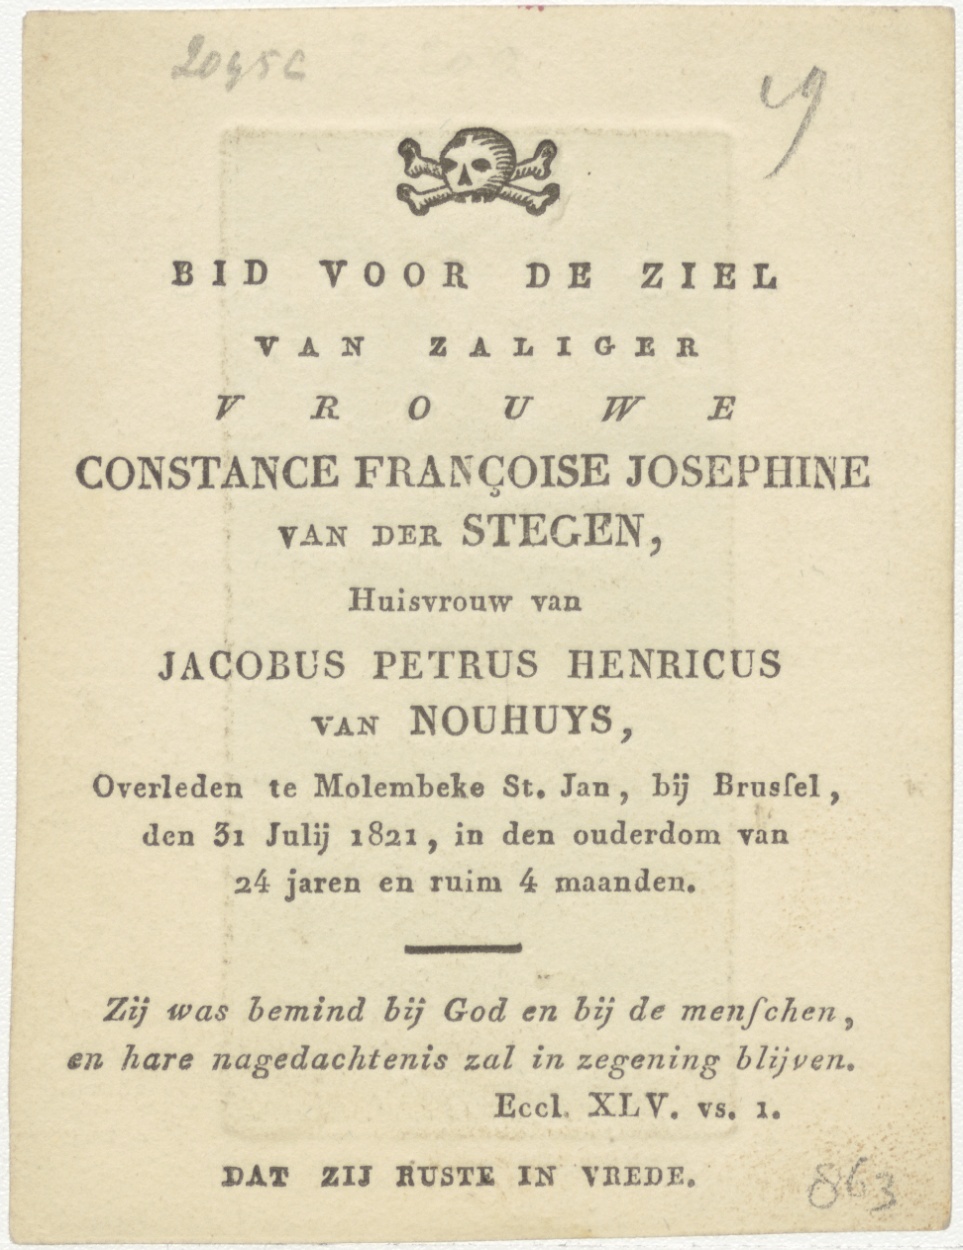 2095c
19
BID VOOR DE ZIEL
VAN ZALIGER
VROUWE
CONSTANCE FRANÇOISE JOSEPHINE
VAN DER STEGEN,
Huisvrouw van
JACOBUS PETRUS HENRICUS
VAN NOUHUYS,
Overleden te Molembeke St. Jan, bij Brusſel,
den 31 Julij 1821, in den ouderdom van
24 jaren en ruim 4 maanden.
Zij was bemind bij God en bij de menſchen,
en hare nagedachtenis zal in zegening blijven.
Eccl. XLV. vs. 1.
DAT ZIJ RUSTE IN VREDE.
863